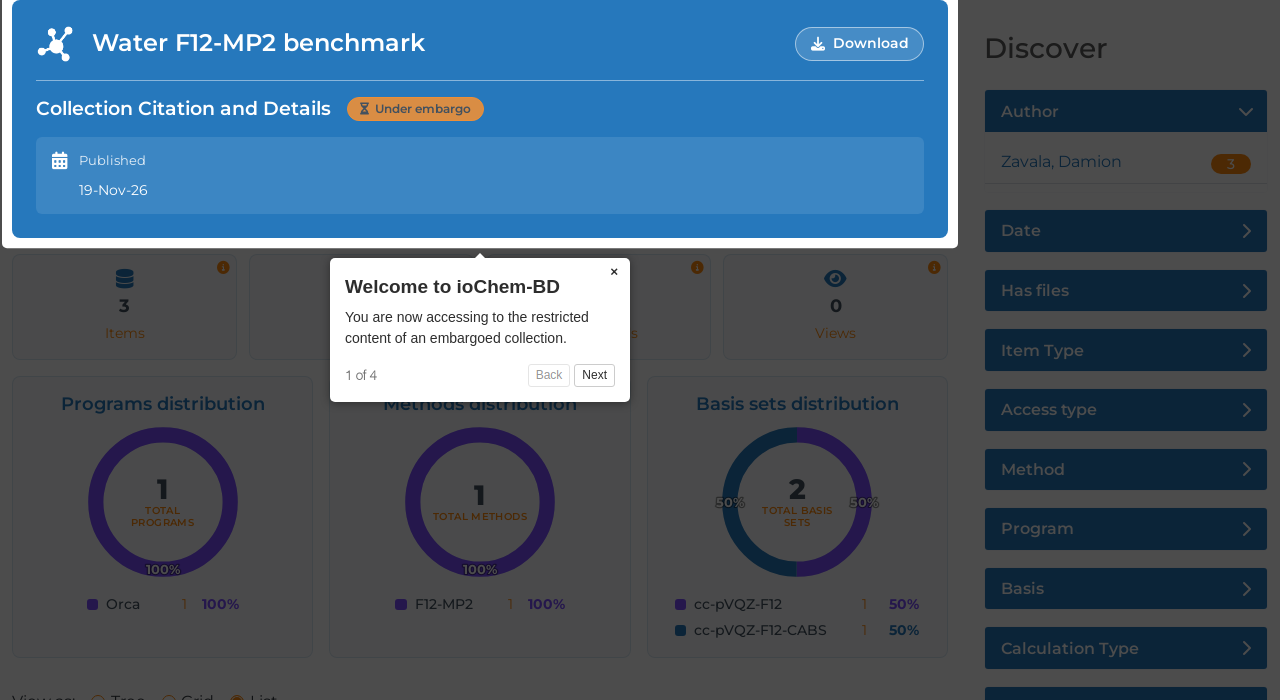 Water F12-MP2 benchmark
Download
Collection Citation and Details
Under embargo
Published
19-Nov-26
Welcome to ioChem-BD
×
You are now accessing to the restricted
content of an embargoed collection.
1 of 4
Back
Next
3
Items
s
0
Views
Programs distribution
1
TOTAL
PROGRAMS
100%
Orca 1 100%
Methods distribution
1
TOTAL METHODS
100%
F12-MP2 1 100%
Basis sets distribution
50%
2
TOTAL BASIS
SETS
50%
cc-pVQZ-F12 1 50%
cc-pVQZ-F12-CABS 1 50%
View as: Tree Grid List
Discover
Author
Zavala, Damion 3
Date
Has files
Item Type
Access type
Method
Program
Basis
Calculation Type